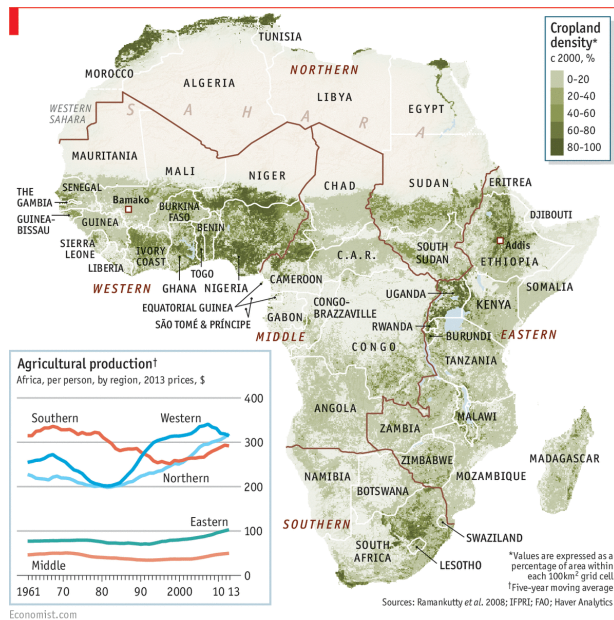 Cropland
density*
c 2000, %
0-20
20-40
40-60
60-80
80-100
TUNISIA
MOROCCO
NORTHERN
ALGERIA
LIBYA
EGYPT
WESTERN
SAHARA
S A H A R A
MAURITANIA
MALI
NIGER
CHAD
SUDAN
ERITREA
SENEGAL
THE
GAMBIA
Bamako
BURKINA
FASO
DJIBOUTI
GUINEA-
BISSAU
GUINEA
BENIN
Addis
SIERRA
LEONE
IVORY
COAST
C.A.R.
SOUTH
SUDAN
ETHIOPIA
LIBERIA
TOGO
GHANA
NIGERIA
CAMEROON
SOMALIA
WESTERN
EQUATORIAL GUINEA
SÃO TOMÉ & PRÍNCIPE
GABON
CONGO-
BRAZZAVILLE
UGANDA
KENYA
MIDDLE
RWANDA
BURUNDI
EASTERN
CONGO
TANZANIA
ANGOLA
ZAMBIA
MALAWI
MADAGASCAR
ZIMBABWE
MOZAMBIQUE
NAMIBIA
BOTSWANA
SOUTHERN
SWAZILAND
SOUTH
AFRICA
LESOTHO
Agricultural production†
Africa, per person, by region, 2013 prices, $
400
Southern
Western
300
Northern
200
Eastern
100
Middle
0
1961 70 80 90 2000 10 13
*Values are expressed as a
percentage of area within
each 100km² grid cell
†Five-year moving average
Sources: Ramankutty et al. 2008; IFPRI; FAO; Haver Analytics
Economist.com